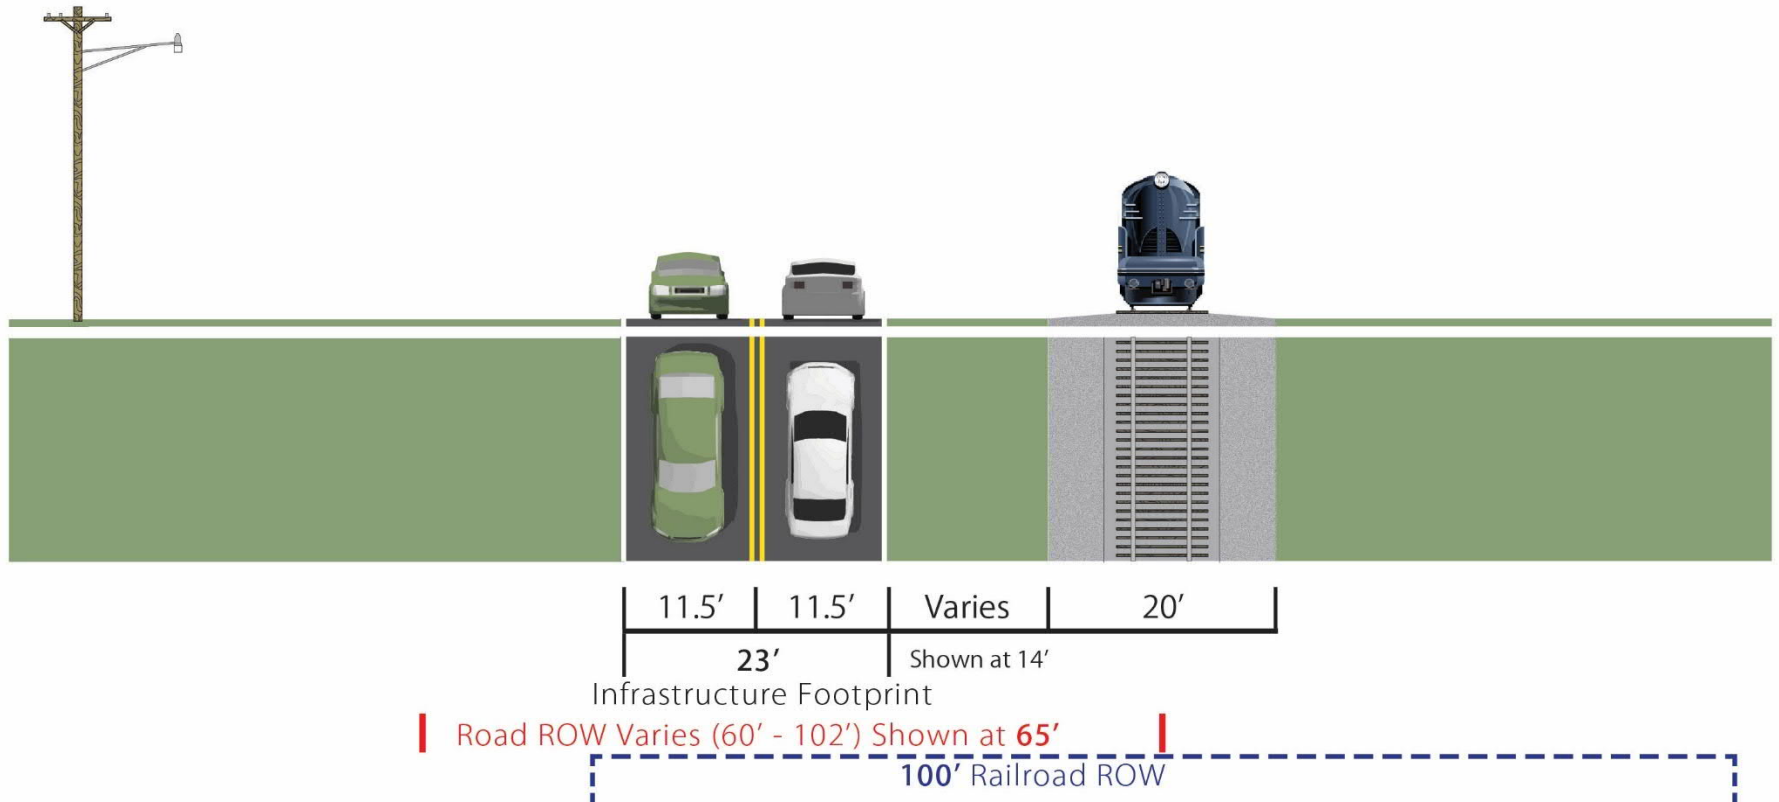 11.5’ 11.5’ Varies 20’
23’ Shown at 14’
Infrastructure Footprint
Road ROW Varies (60’ - 102’) Shown at 65’
100’ Railroad ROW